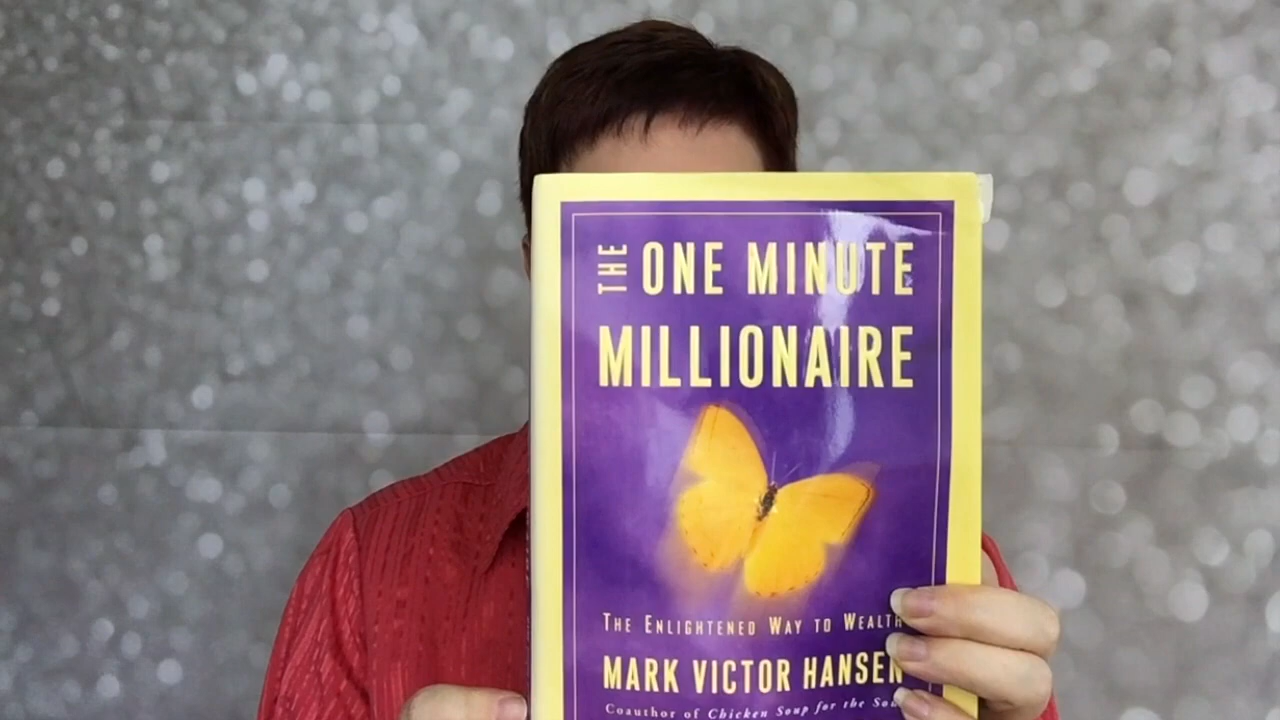 THE ONE MINUTE
MILLIONAIRE
THE ENLIGHTENED WAY TO WEALTH
MARK VICTOR HANSEN
Coauthor of Chicken Soup for the